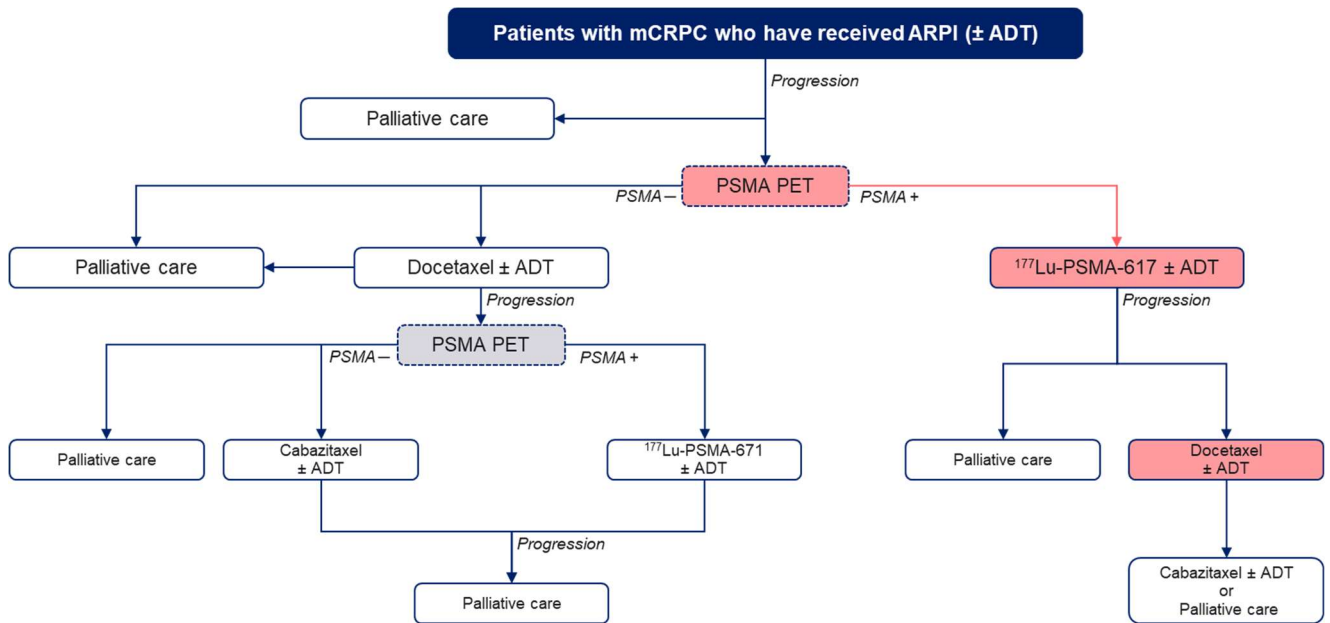 Patients with mCRPC who have received ARPI (± ADT)
Progression
Palliative care
PSMA PET
PSMA –
PSMA +
Palliative care
Docetaxel ± ADT
¹⁷⁷Lu-PSMA-617 ± ADT
Progression
Progression
PSMA PET
PSMA –
PSMA +
Palliative care
Cabazitaxel
± ADT
¹⁷⁷Lu-PSMA-671
± ADT
Palliative care
Docetaxel
± ADT
Progression
Palliative care
Cabazitaxel ± ADT
or
Palliative care